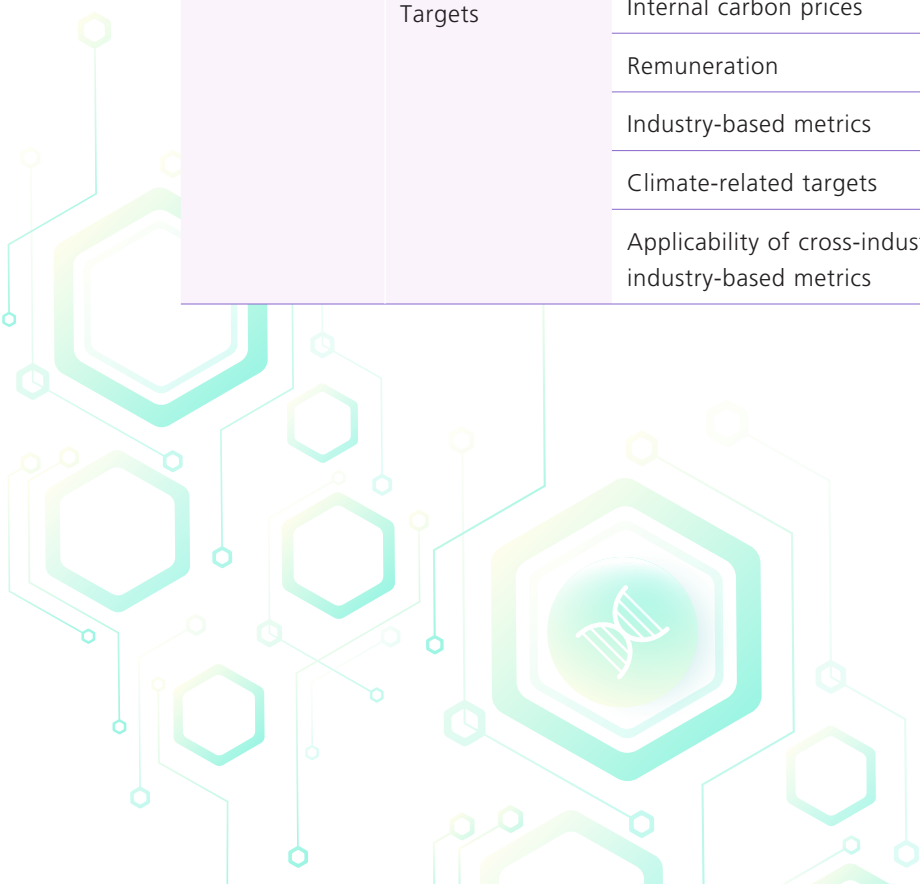 Targets
Internal carbon prices
Remuneration
Industry-based metrics
Climate-related targets
Applicability of cross-indus
industry-based metrics